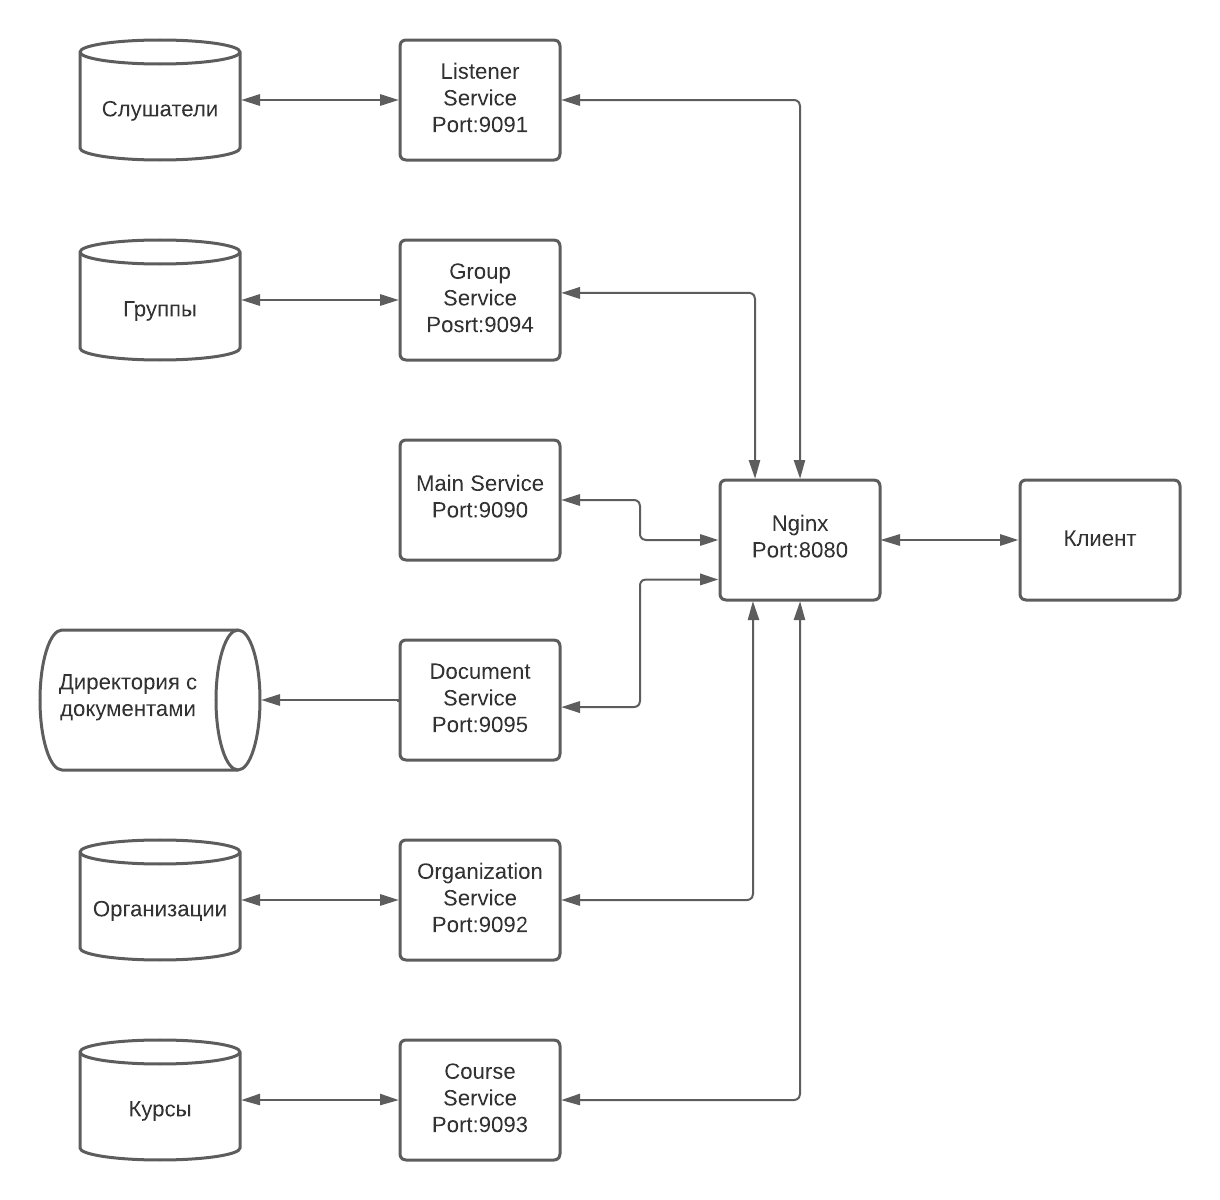 Слушатели
Listener
Service
Port:9091
Группы
Group
Service
Posrt:9094
Main Service
Port:9090
Nginx
Port:8080
Клиент
Директория с
документами
Document
Service
Port:9095
Организации
Organization
Service
Port:9092
Курсы
Course
Service
Port:9093